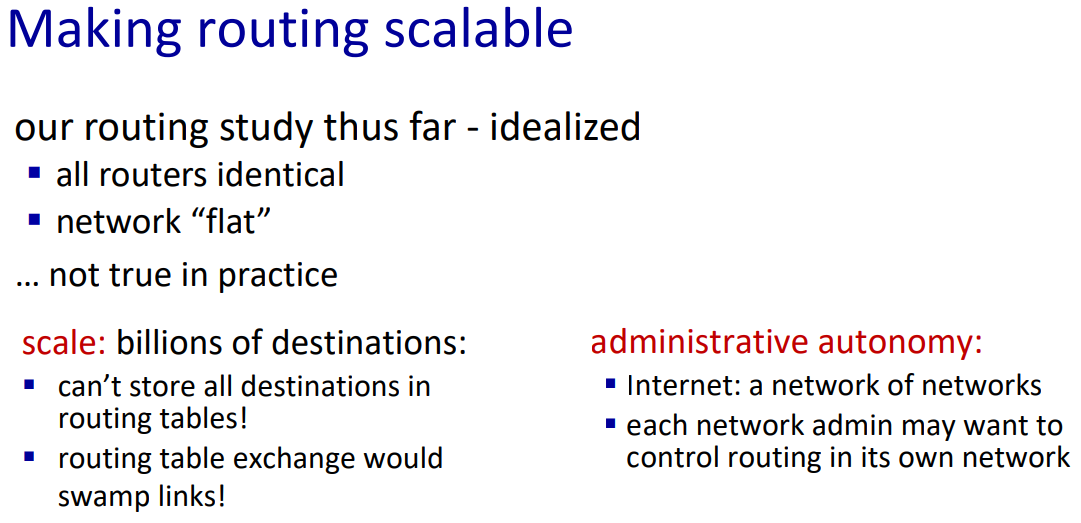 Making routing scalable
our routing study thus far - idealized
▪ all routers identical
▪ network “flat”
… not true in practice
scale: billions of destinations:
▪ can’t store all destinations in
routing tables!
▪ routing table exchange would
swamp links!
administrative autonomy:
▪ Internet: a network of networks
▪ each network admin may want to
control routing in its own network